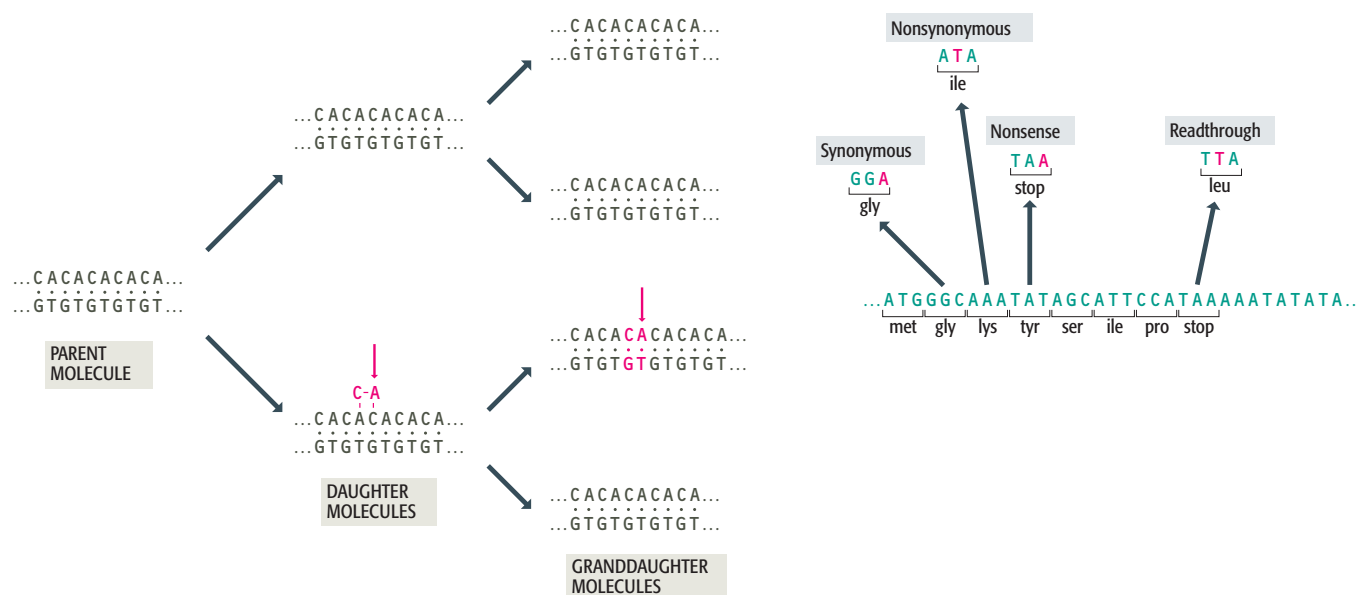 ...CACACACACA...
...GTGTGTGTGT...
PARENT
MOLECULE
...CACACACACA...
...GTGTGTGTGT...
C-A
...CACACACACA...
...GTGTGTGTGT...
DAUGHTER
MOLECULES
...CACACACACA...
...GTGTGTGTGT...
...CACACACACA...
...GTGTGTGTGT...
...CACACACACACA...
...GTGTGTGTGTGT...
...CACACACACA...
...GTGTGTGTGT...
GRANDDAUGHTER
MOLECULES
Nonsynonymous
ATA
ile
Synonymous
GGA
gly
Nonsense
TAA
stop
Readthrough
TTA
leu
...ATGGGCAAATATAGCATTCCATAAAAATATATA...
met gly lys tyr ser ile pro stop